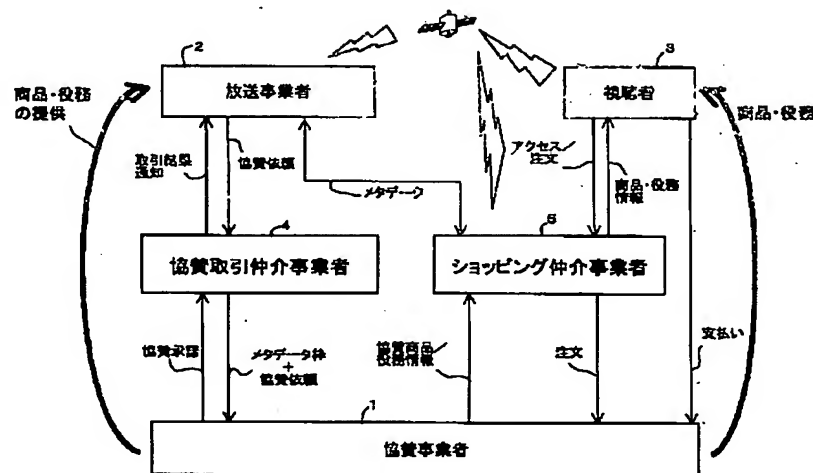 2
放送事業者
3
視聴者
商品・役務
の提供
商品・役務
取引結果
通知
協賛依頼
メタデータ
アクセス/
注文
商品・役務
情報
4
協賛取引仲介事業者
5
ショッピング仲介事業者
協賛承認
メタデータ枠
+
協賛依頼
協賛商品/
役務情報
注文
支払い
1
協賛事業者